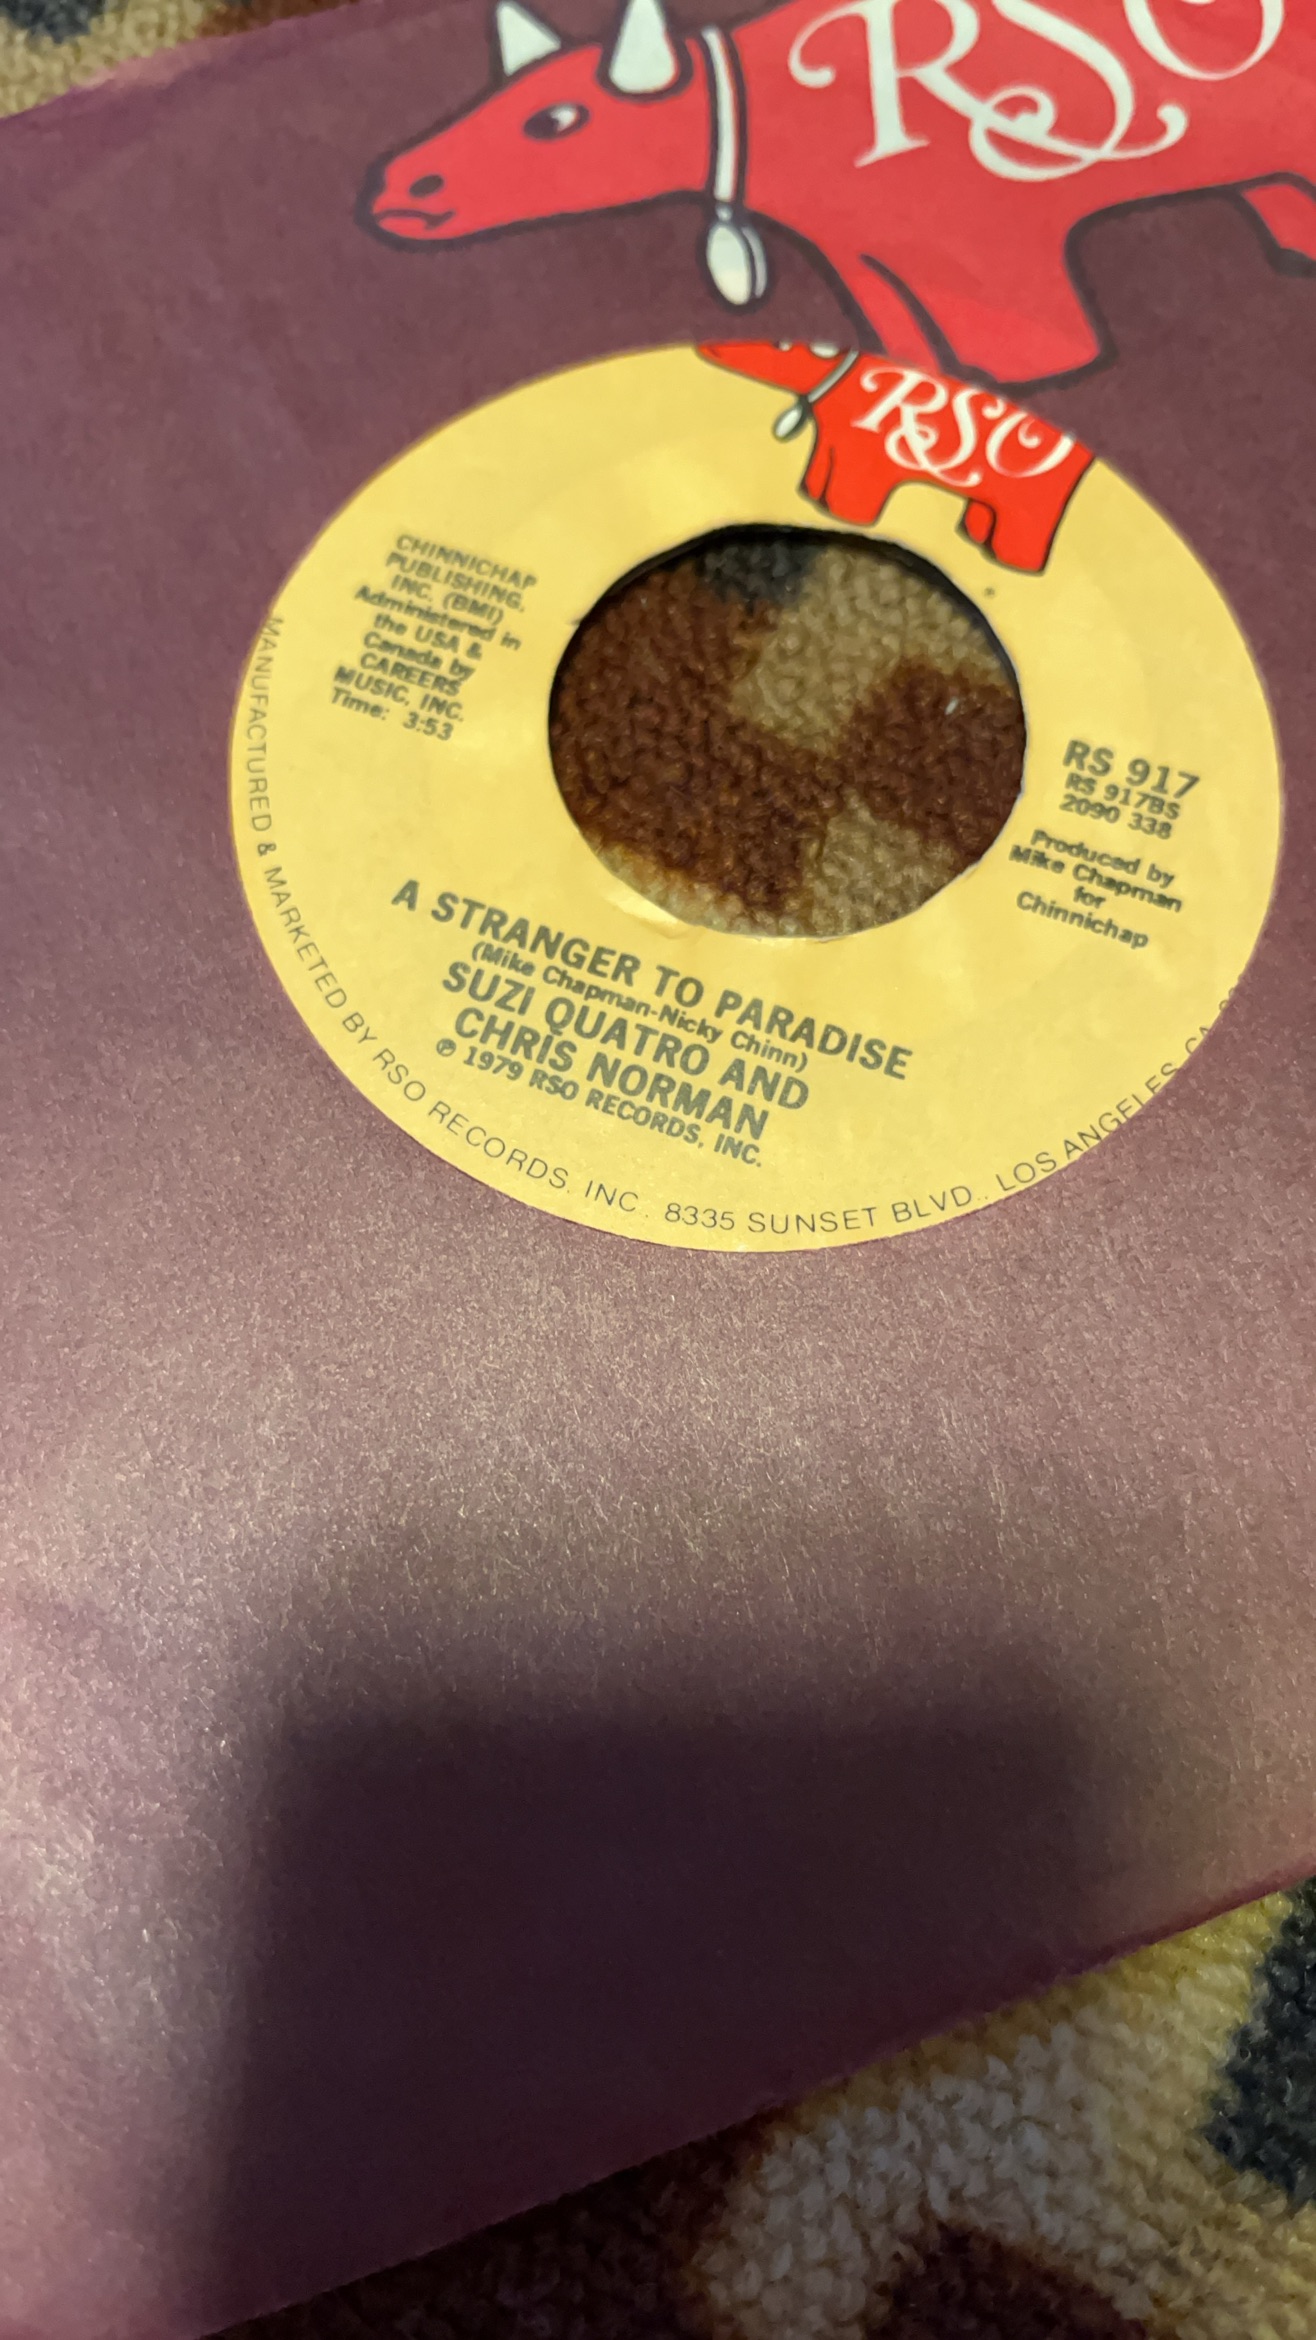 RSO
RSO
CHINNICHAP
PUBLISHING,
INC. (BMI)
Administered in
the USA &
Canada by
CAREERS
MUSIC, INC.
Time: 3:53
RS 917
RS 917BS
2090 338
Produced by
Mike Chapman
for
Chinnichap
A STRANGER TO PARADISE
(Mike Chapman-Nicky Chinn)
SUZI QUATRO AND
CHRIS NORMAN
℗ 1979 RSO RECORDS, INC.
MANUFACTURED & MARKETED BY RSO RECORDS, INC. 8335 SUNSET BLVD., LOS ANGELES, CA.